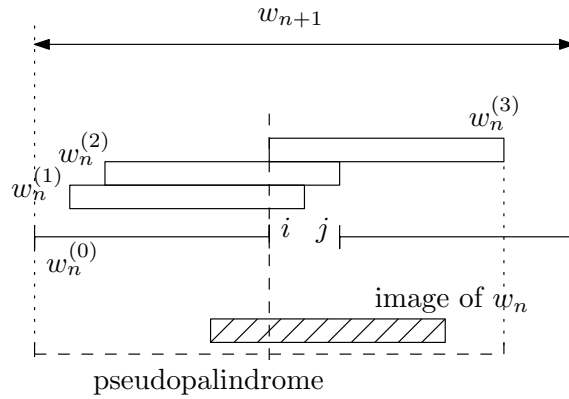 w_{n+1}
w_n^{(3)}
w_n^{(2)}
w_n^{(1)}
i j
w_n^{(0)}
image of w_n
pseudopalindrome